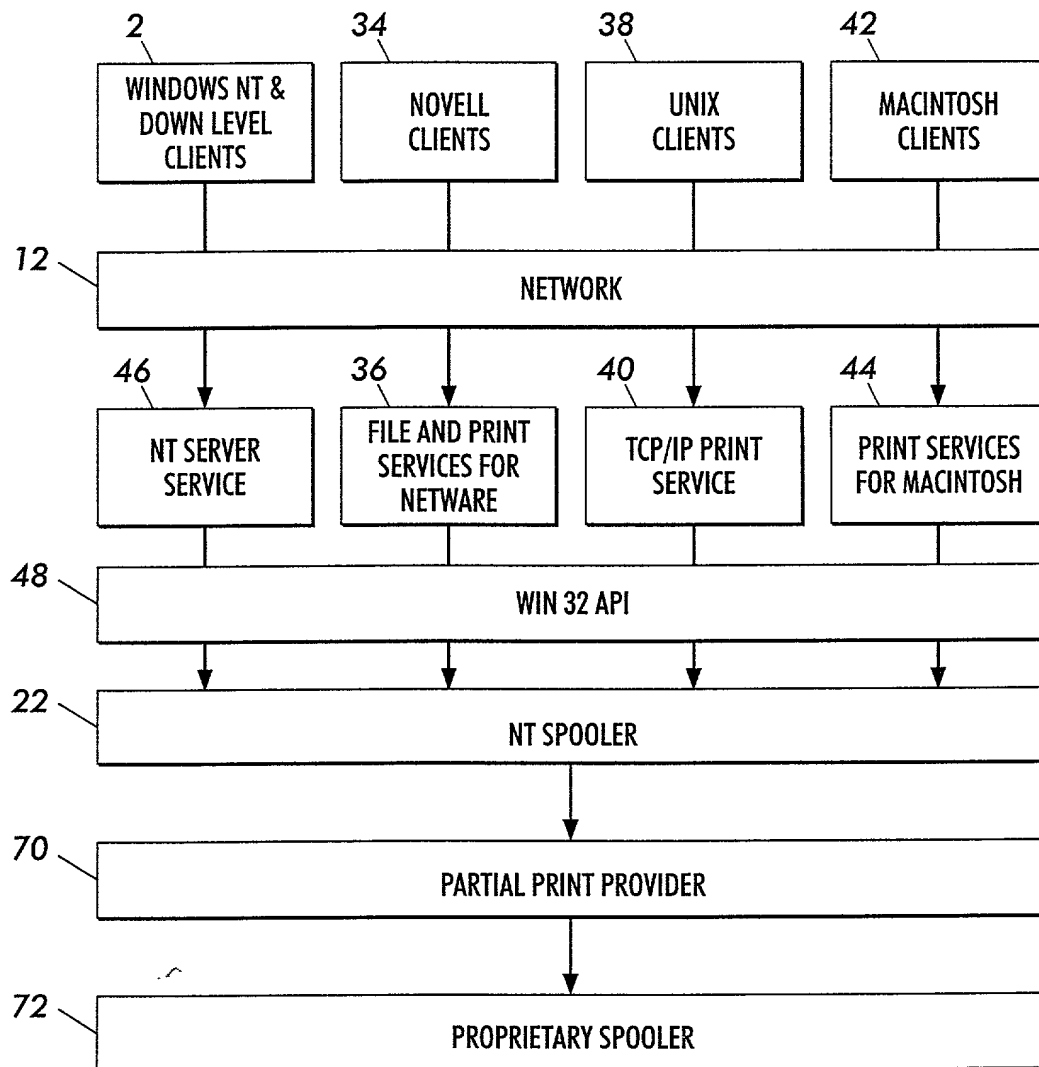 2
34
38
42
WINDOWS NT &
DOWN LEVEL
CLIENTS
NOVELL
CLIENTS
UNIX
CLIENTS
MACINTOSH
CLIENTS
12
NETWORK
46
36
40
44
NT SERVER
SERVICE
FILE AND PRINT
SERVICES FOR
NETWARE
TCP/IP PRINT
SERVICE
PRINT SERVICES
FOR MACINTOSH
48
WIN 32 API
22
NT SPOOLER
70
PARTIAL PRINT PROVIDER
72
PROPRIETARY SPOOLER